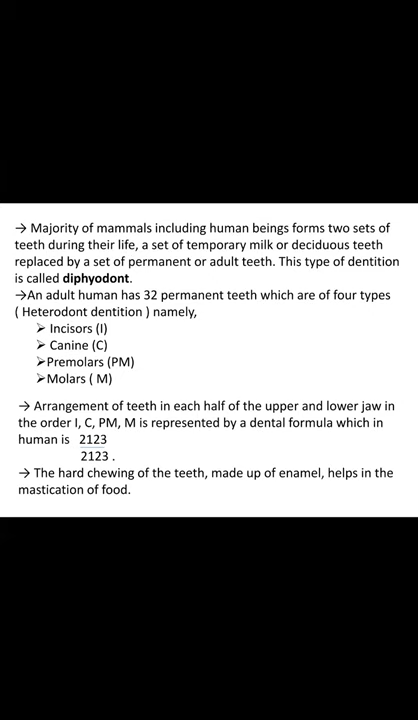 → Majority of mammals including human beings forms two sets of
teeth during their life, a set of temporary milk or deciduous teeth
replaced by a set of permanent or adult teeth. This type of dentition
is called diphyodont.
→An adult human has 32 permanent teeth which are of four types
( Heterodont dentition ) namely,
➢ Incisors (I)
➢ Canine (C)
➢Premolars (PM)
➢Molars ( M)
→ Arrangement of teeth in each half of the upper and lower jaw in
the order I, C, PM, M is represented by a dental formula which in
human is 2123
2123 .
→ The hard chewing of the teeth, made up of enamel, helps in the
mastication of food.